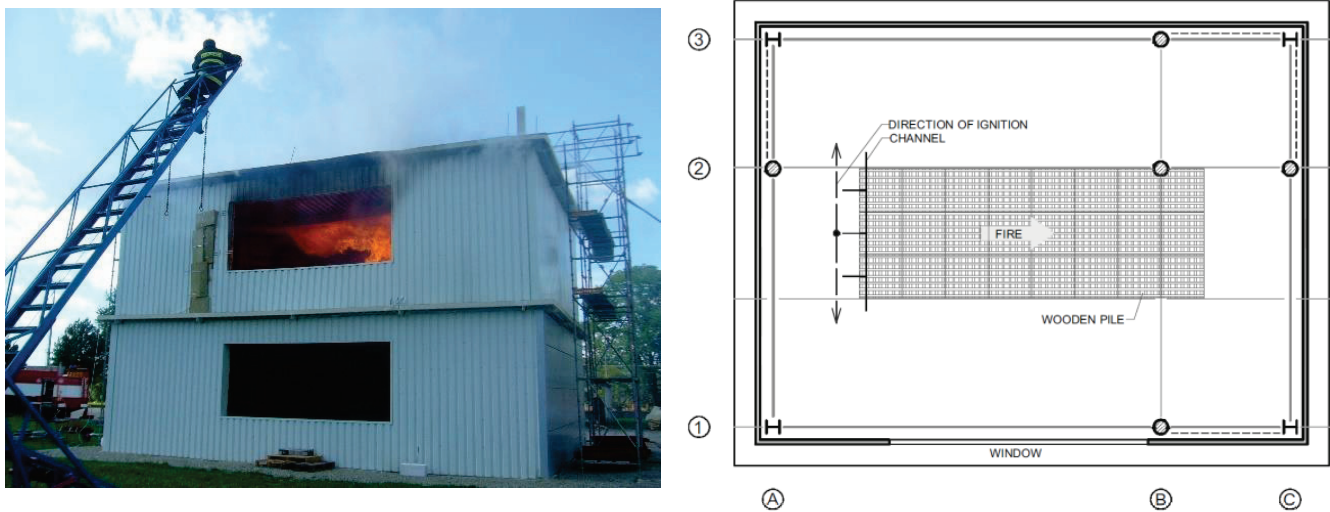 3
DIRECTION OF IGNITION
CHANNEL
2
FIRE
WOODEN PILE
1
WINDOW
A B C